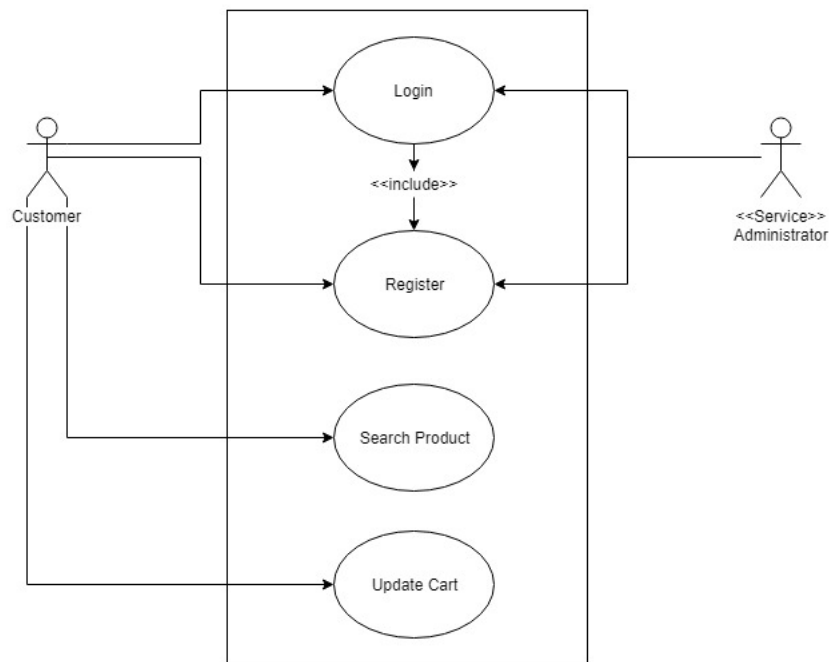 Login
<<include>>
Customer
<<Service>>
Administrator
Register
Search Product
Update Cart